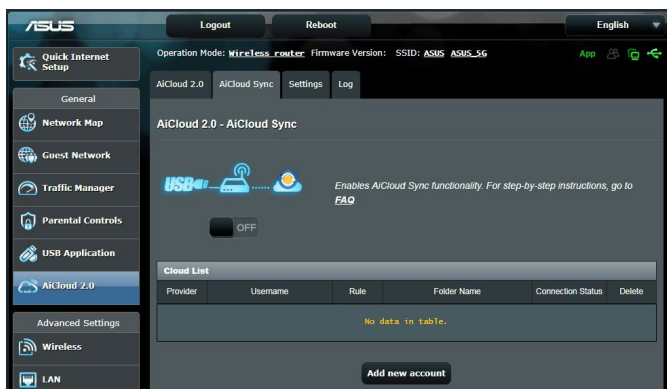 ASUS
Logout
Reboot
English
Quick Internet
Setup
Operation Mode: Wireless router Firmware Version: SSID: ASUS ASUS_5G
App
General
Network Map
Guest Network
Traffic Manager
Parental Controls
USB Application
AiCloud 2.0
Advanced Settings
Wireless
LAN
AiCloud 2.0
AiCloud Sync
Settings
Log
AiCloud 2.0 - AiCloud Sync
USB
Enables AiCloud Sync functionality. For step-by-step instructions, go to
FAQ
OFF
Cloud List
Provider Username Rule Folder Name Connection Status Delete
No data in table.
Add new account